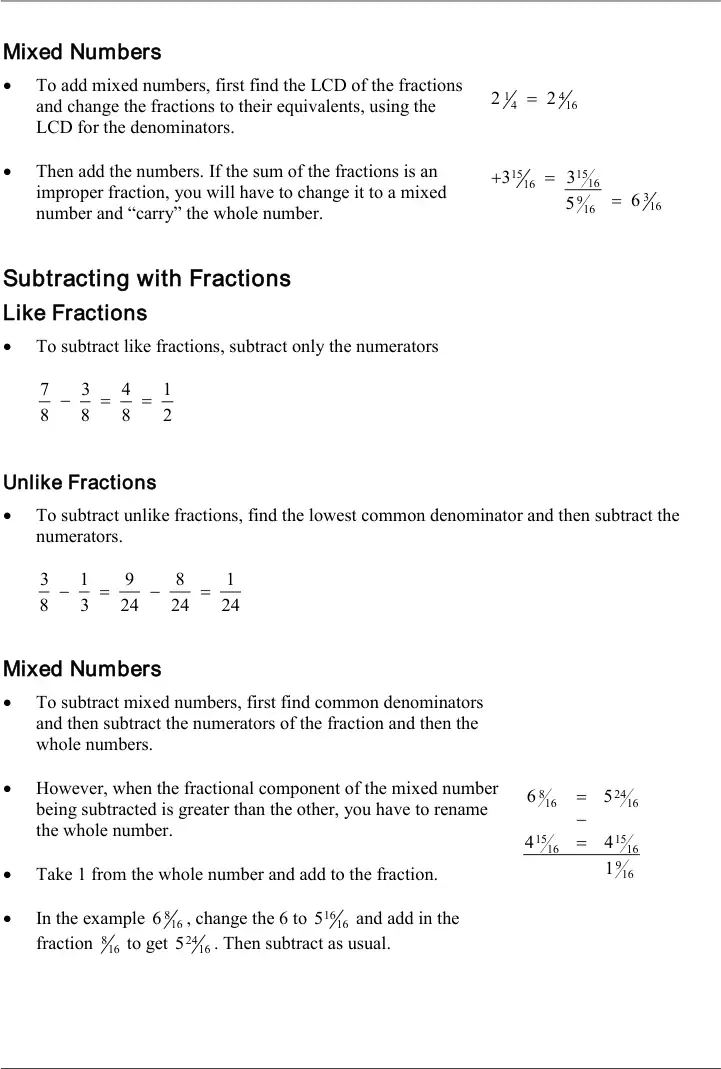 Mixed Numbers
• To add mixed numbers, first find the LCD of the fractions
and change the fractions to their equivalents, using the
LCD for the denominators.
2 1/4 = 2 4/16
• Then add the numbers. If the sum of the fractions is an
improper fraction, you will have to change it to a mixed
number and “carry” the whole number.
+3 15/16 = 3 15/16
5 9/16 = 6 3/16
Subtracting with Fractions
Like Fractions
• To subtract like fractions, subtract only the numerators
7/8 − 3/8 = 4/8 = 1/2
Unlike Fractions
• To subtract unlike fractions, find the lowest common denominator and then subtract the
numerators.
3/8 − 1/3 = 9/24 − 8/24 = 1/24
Mixed Numbers
• To subtract mixed numbers, first find common denominators
and then subtract the numerators of the fraction and then the
whole numbers.
• However, when the fractional component of the mixed number
being subtracted is greater than the other, you have to rename
the whole number.
6 8/16 = 5 24/16
−
4 15/16 = 4 15/16
1 9/16
• Take 1 from the whole number and add to the fraction.
• In the example 6 8/16 , change the 6 to 5 16/16 and add in the
fraction 8/16 to get 5 24/16 . Then subtract as usual.